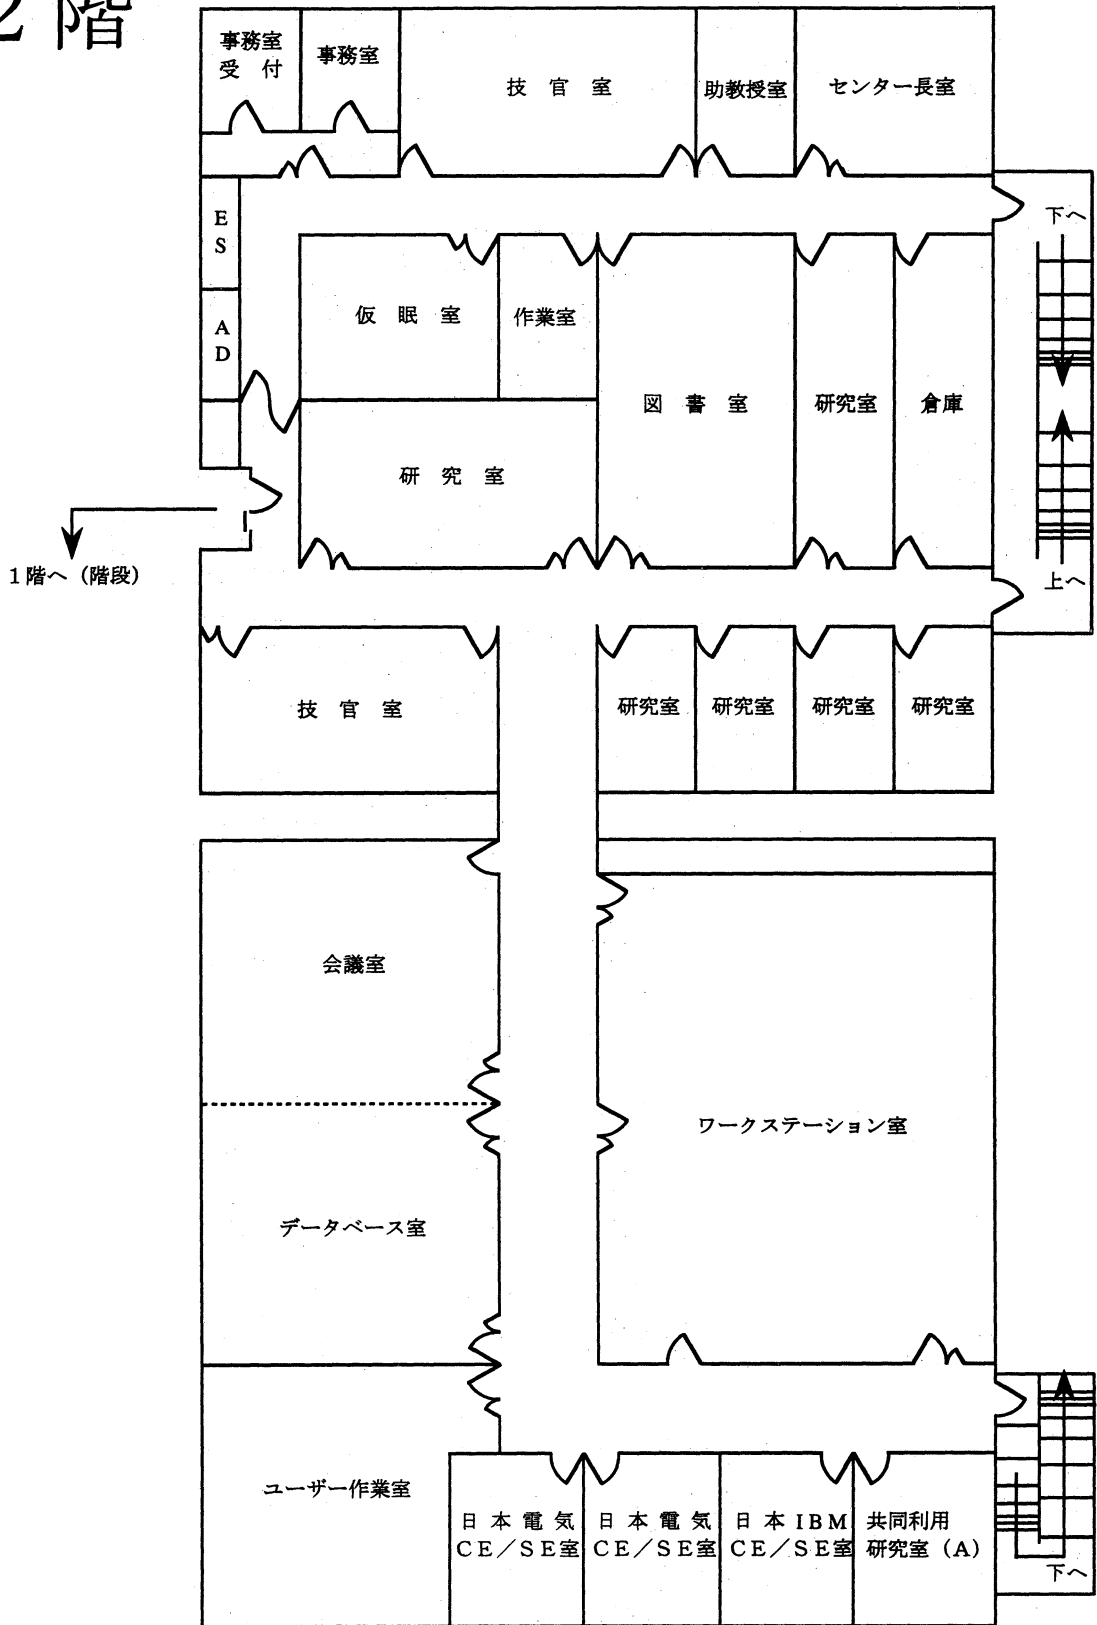 2階
事務室
受 付
事務室
技 官 室
助教授室
センター長室
E
S
下へ
A
D
仮 眠 室
作業室
図 書 室
研究室
倉庫
研 究 室
1階へ（階段）
上へ
技 官 室
研究室
研究室
研究室
研究室
会議室
ワークステーション室
データベース室
ユーザー作業室
日 本 電 気
CE／SE室
日 本 電 気
CE／SE室
日 本 IBM
CE／SE室
共同利用
研究室（A）
下へ